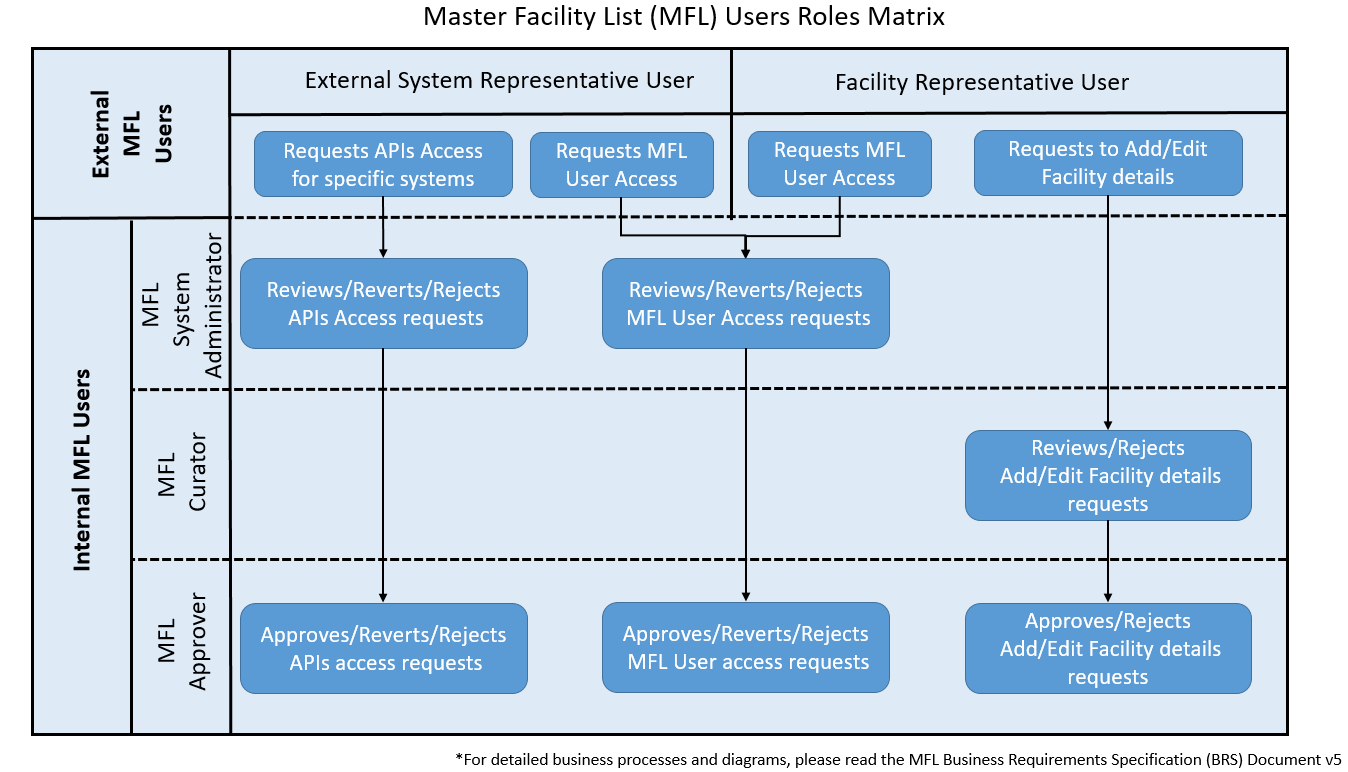 Master Facility List (MFL) Users Roles Matrix
External
MFL
Users
External System Representative User
Facility Representative User
Requests APIs Access
for specific systems
Requests MFL
User Access
Requests MFL
User Access
Requests to Add/Edit
Facility details
Internal MFL Users
MFL
System
Administrator
Reviews/Reverts/Rejects
APIs Access requests
Reviews/Reverts/Rejects
MFL User Access requests
MFL
Curator
Reviews/Rejects
Add/Edit Facility details
requests
MFL
Approver
Approves/Reverts/Rejects
APIs access requests
Approves/Reverts/Rejects
MFL User access requests
Approves/Rejects
Add/Edit Facility details
requests
*For detailed business processes and diagrams, please read the MFL Business Requirements Specification (BRS) Document v5